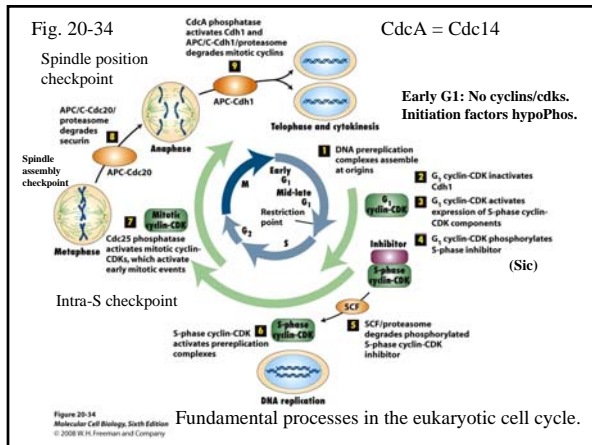 Fig. 20-34
CdcA = Cdc14
CdcA phosphatase
activates Cdh1 and
APC/C-Cdh1/proteasome
degrades mitotic cyclins
Spindle position
checkpoint
9
APC-Cdh1
Telophase and cytokinesis
Early G1: No cyclins/cdks.
Initiation factors hypoPhos.
APC/C-Cdc20/
proteasome
degrades
securin
8
Anaphase
APC-Cdc20
Spindle
assembly
checkpoint
Metaphase
1 DNA prereplication
complexes assemble
at origins
M
Early
G1
Mid-late
G1
Restriction
point
S
G2
2 G1 cyclin-CDK inactivates
Cdh1
G1
cyclin-CDK
3 G1 cyclin-CDK activates
expression of S-phase cyclin-
CDK components
4 G1 cyclin-CDK phosphorylates
S-phase inhibitor
(Sic)
7 Mitotic
cyclin-CDK
Cdc25 phosphatase
activates mitotic cyclin-
CDKs, which activate
early mitotic events
Inhibitor
S-phase
cyclin-CDK
Intra-S checkpoint
SCF
5 SCF/proteasome
degrades phosphorylated
S-phase cyclin-CDK
inhibitor
S-phase cyclin-CDK
activates prereplication
complexes
6 S-phase
cyclin-CDK
DNA replication
Figure 20-34
Molecular Cell Biology, Sixth Edition
© 2008 W. H. Freeman and Company
Fundamental processes in the eukaryotic cell cycle.